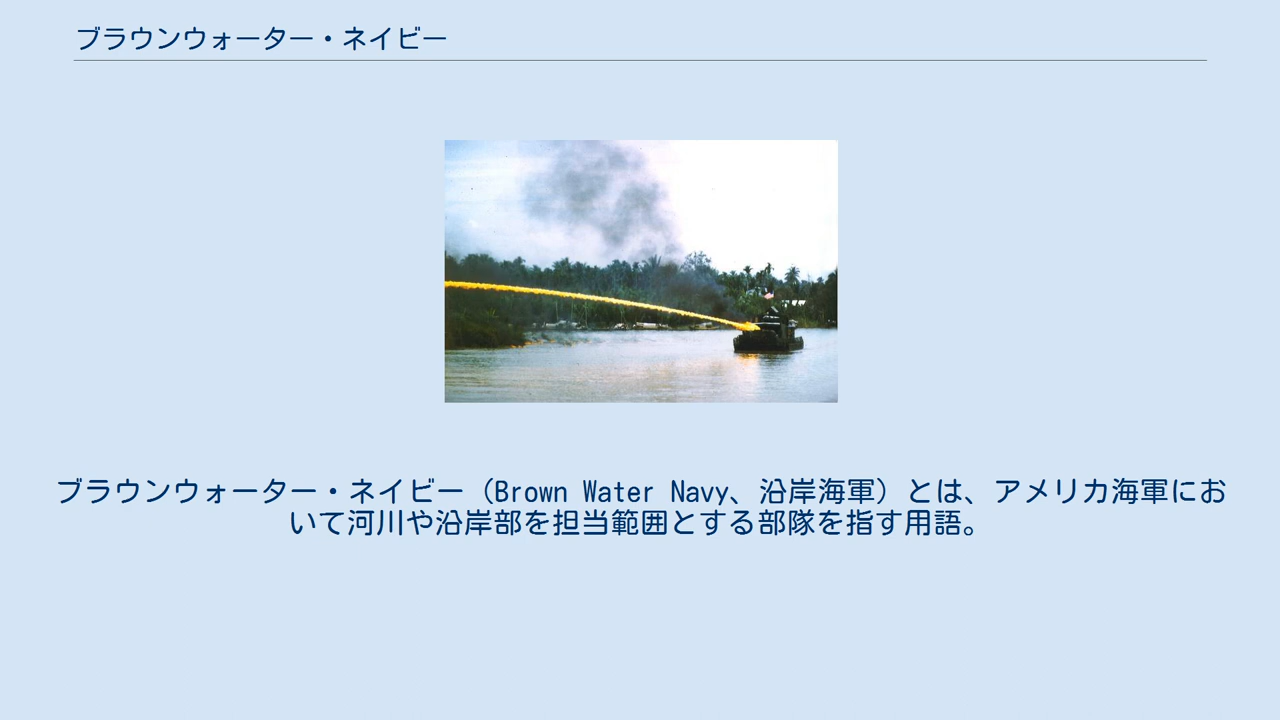 ブラウンウォーター・ネイビー
ブラウンウォーター・ネイビー（Brown Water Navy、沿岸海軍）とは、アメリカ海軍にお
いて河川や沿岸部を担当範囲とする部隊を指す用語。